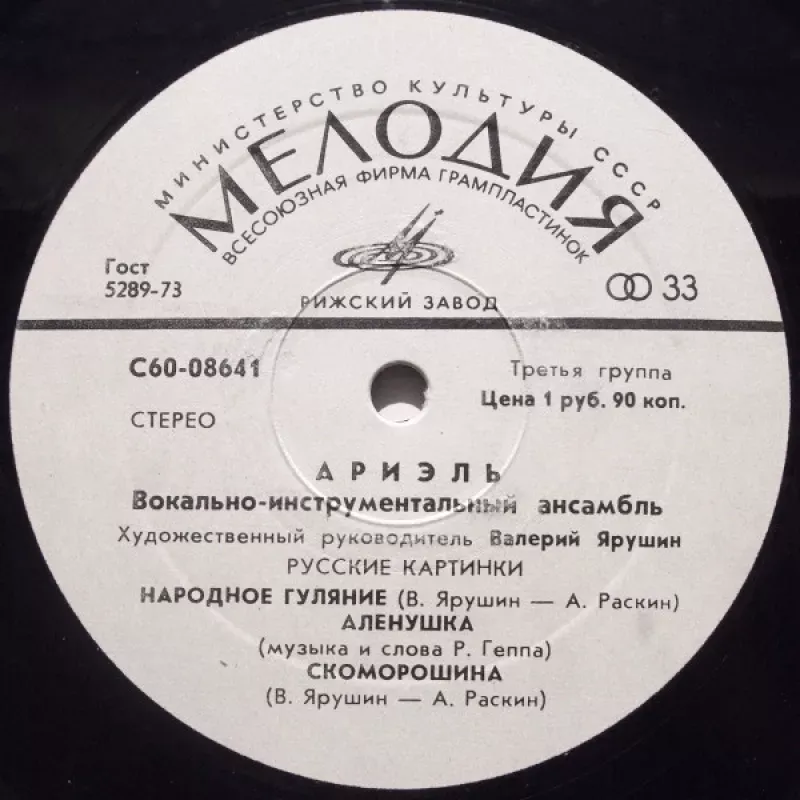 МИНИСТЕРСТВО КУЛЬТУРЫ СССР
МЕЛОДИЯ
ВСЕСОЮЗНАЯ ФИРМА ГРАМПЛАСТИНОК
Гост
5289-73
РИЖСКИЙ ЗАВОД
33
С60-08641
Третья группа
Цена 1 руб. 90 коп.
СТЕРЕО
АРИЭЛЬ
Вокально-инструментальный ансамбль
Художественный руководитель Валерий Ярушин
РУССКИЕ КАРТИНКИ
НАРОДНОЕ ГУЛЯНИЕ (В. Ярушин — А. Раскин)
АЛЕНУШКА
(музыка и слова Р. Геппа)
СКОМОРОШИНА
(В. Ярушин — А. Раскин)